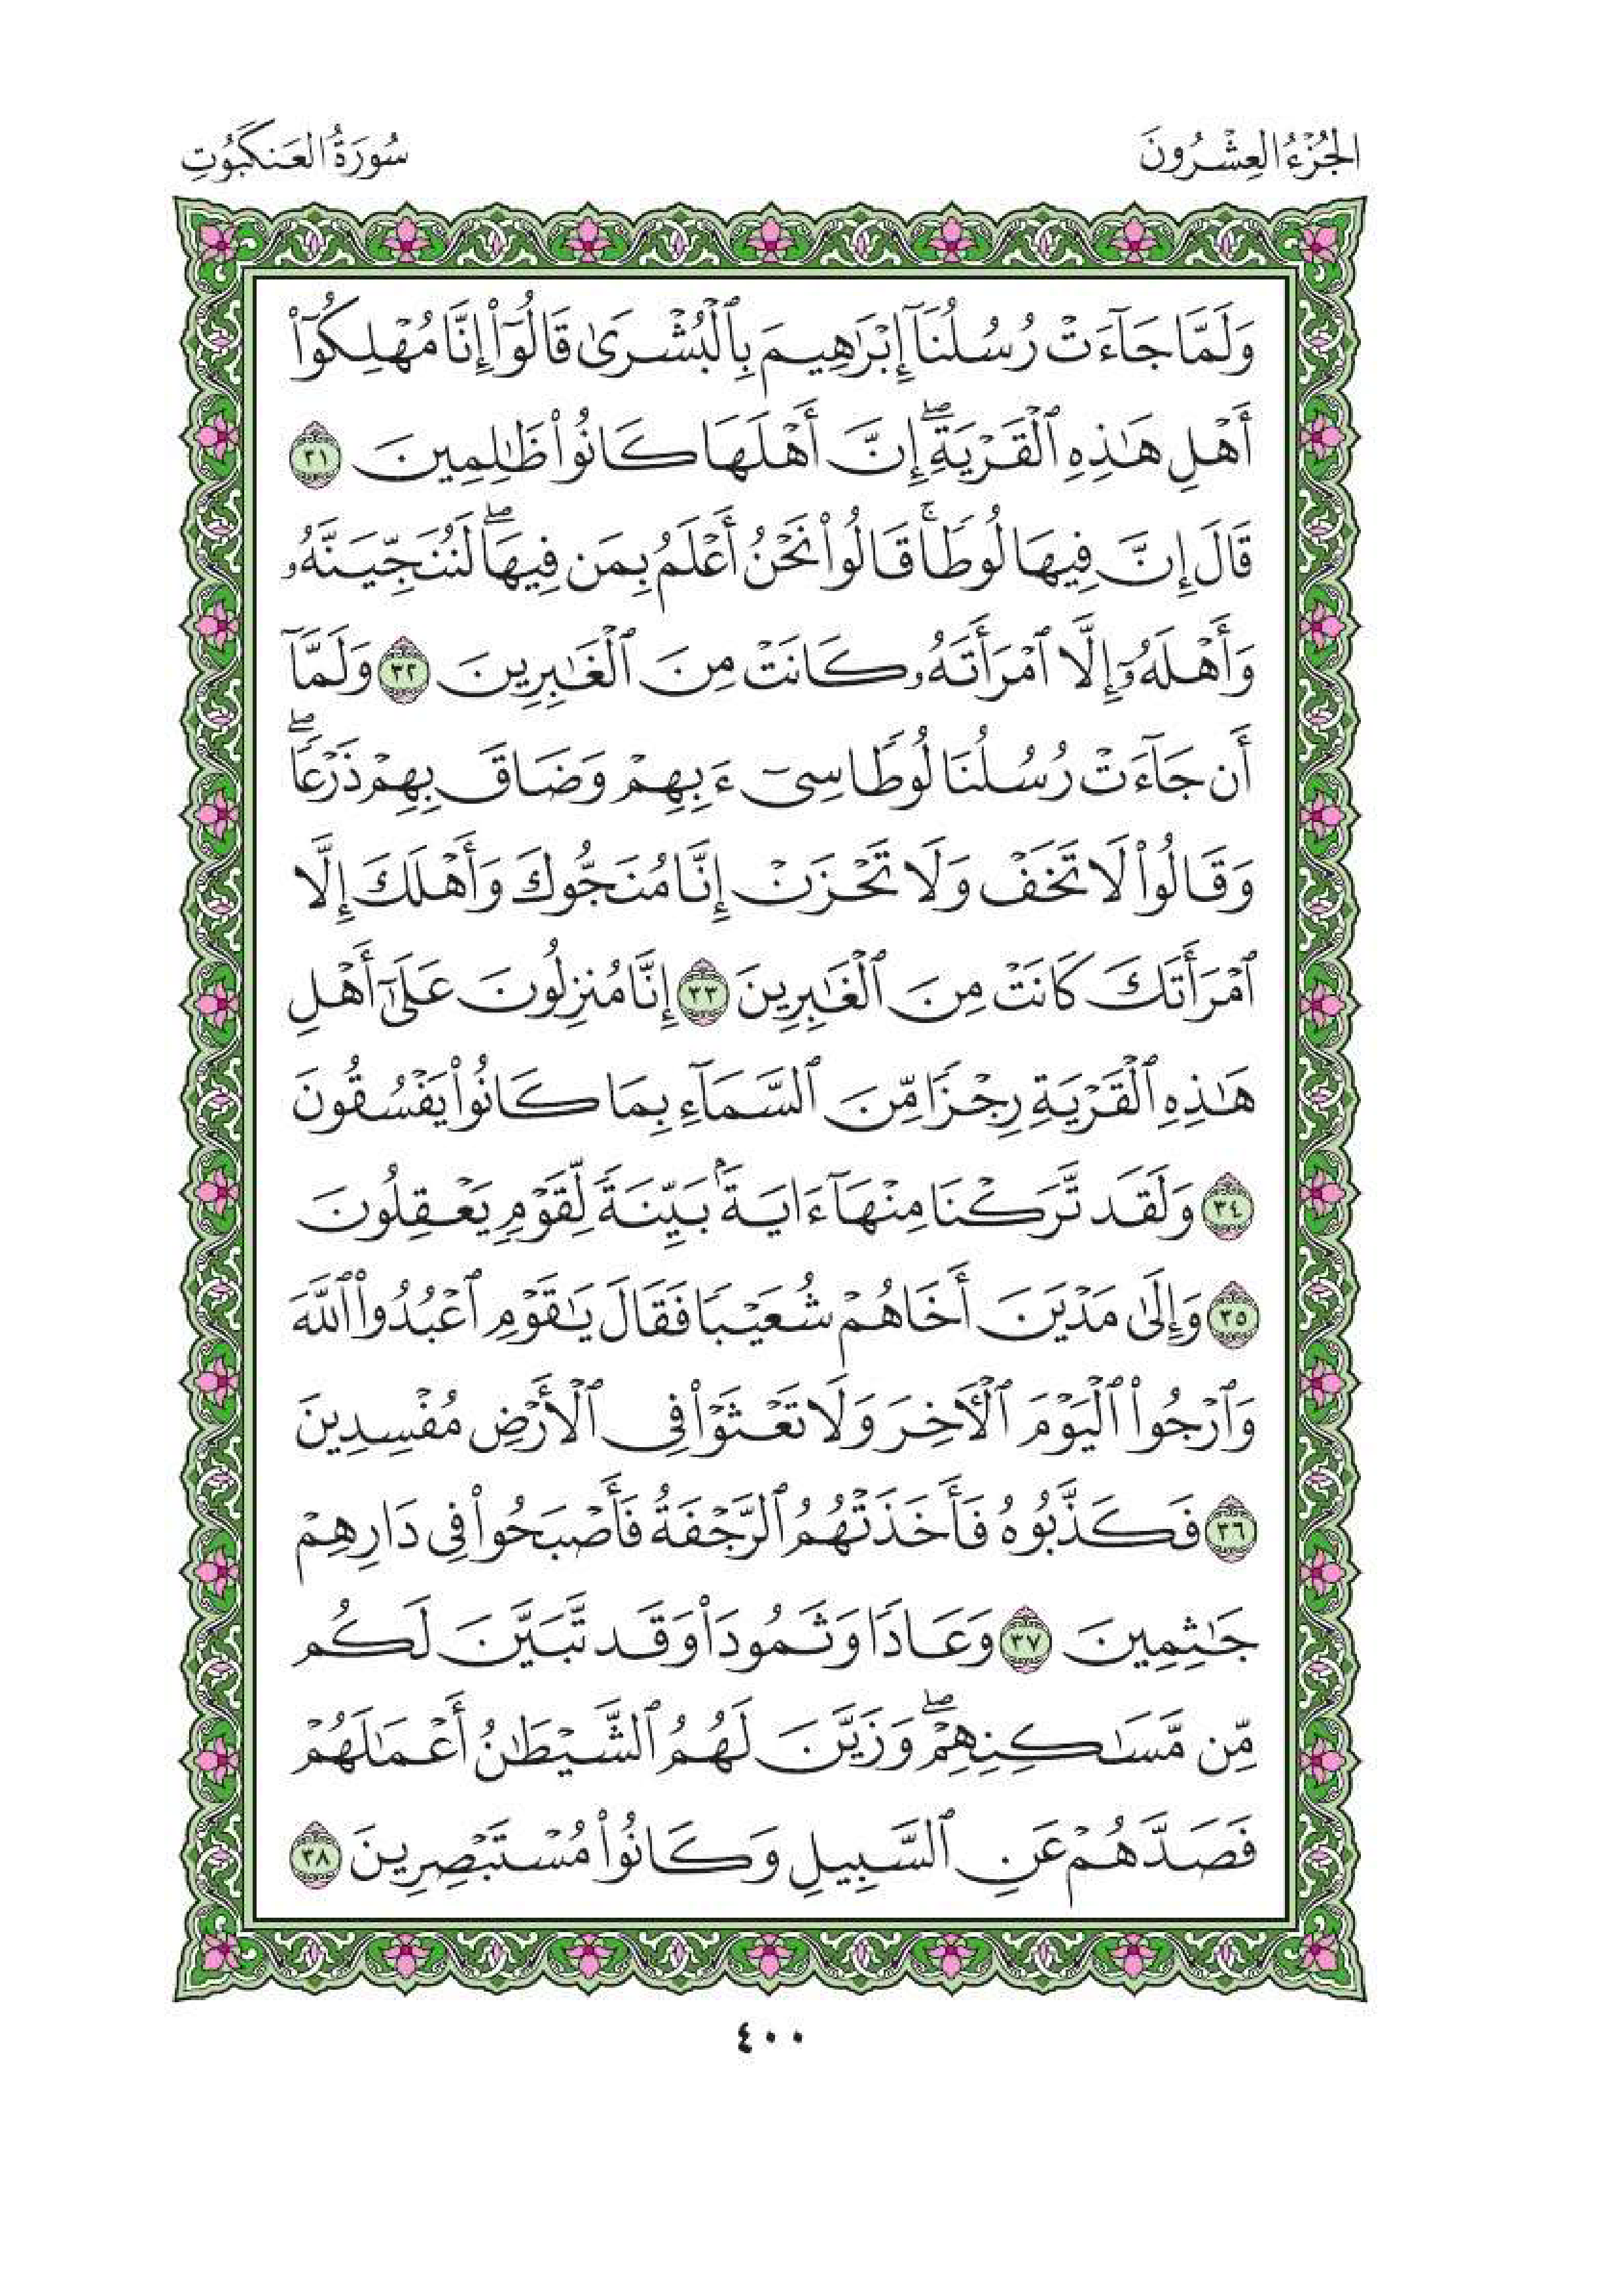 الجُزْءُ العِشْرُونَ
سُورَةُ العَنكَبُوتِ
وَلَمَّا جَآءَتْ رُسُلُنَآ إِبْرَٰهِيمَ بِٱلْبُشْرَىٰ قَالُوٓا۟ إِنَّا مُهْلِكُوٓا۟
أَهْلِ هَٰذِهِ ٱلْقَرْيَةِ ۖ إِنَّ أَهْلَهَا كَانُوا۟ ظَٰلِمِينَ ٣١
قَالَ إِنَّ فِيهَا لُوطًا ۚ قَالُوا۟ نَحْنُ أَعْلَمُ بِمَن فِيهَا ۖ لَنُنَجِّيَنَّهُۥ
وَأَهْلَهُۥٓ إِلَّا ٱمْرَأَتَهُۥ كَانَتْ مِنَ ٱلْغَٰبِرِينَ ٣٢ وَلَمَّآ
أَن جَآءَتْ رُسُلُنَا لُوطًا سِىٓءَ بِهِمْ وَضَاقَ بِهِمْ ذَرْعًا ۖ
وَقَالُوا۟ لَا تَخَفْ وَلَا تَحْزَنْ إِنَّا مُنَجُّوكَ وَأَهْلَكَ إِلَّا
ٱمْرَأَتَكَ كَانَتْ مِنَ ٱلْغَٰبِرِينَ ٣٣ إِنَّا مُنزِلُونَ عَلَىٰٓ أَهْلِ
هَٰذِهِ ٱلْقَرْيَةِ رِجْزًا مِّنَ ٱلسَّمَآءِ بِمَا كَانُوا۟ يَفْسُقُونَ
٣٤ وَلَقَد تَّرَكْنَا مِنْهَآ ءَايَةًۢ بَيِّنَةً لِّقَوْمٍ يَعْقِلُونَ
٣٥ وَإِلَىٰ مَدْيَنَ أَخَاهُمْ شُعَيْبًا فَقَالَ يَٰقَوْمِ ٱعْبُدُوا۟ ٱللَّهَ
وَٱرْجُوا۟ ٱلْيَوْمَ ٱلْءَاخِرَ وَلَا تَعْثَوْا۟ فِى ٱلْأَرْضِ مُفْسِدِينَ
٣٦ فَكَذَّبُوهُ فَأَخَذَتْهُمُ ٱلرَّجْفَةُ فَأَصْبَحُوا۟ فِى دَارِهِمْ
جَٰثِمِينَ ٣٧ وَعَادًا وَثَمُودَا۟ وَقَد تَّبَيَّنَ لَكُم
مِّن مَّسَٰكِنِهِمْ ۖ وَزَيَّنَ لَهُمُ ٱلشَّيْطَٰنُ أَعْمَٰلَهُمْ
فَصَدَّهُمْ عَنِ ٱلسَّبِيلِ وَكَانُوا۟ مُسْتَبْصِرِينَ ٣٨
٤٠٠